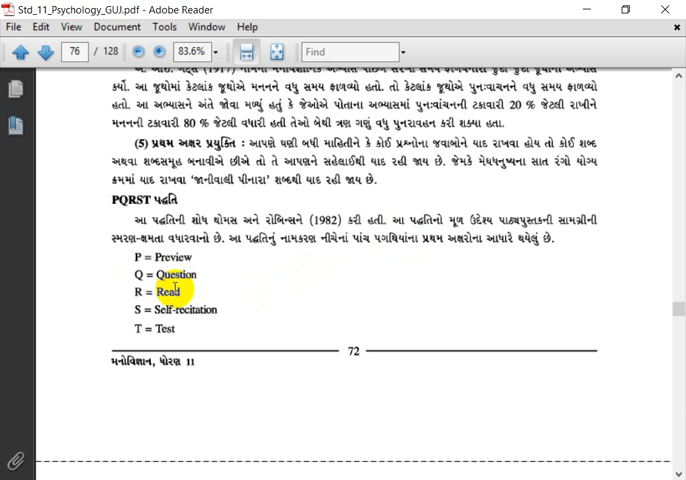 Std_11_Psychology_GUJ.pdf - Adobe Reader
File Edit View Document Tools Window Help
76 / 128 83.6% Find
ક્યોં. આ જૂથોમાં કેટલાંક જૂથોએ મનનને વધુ સમય ફાળવ્યો હતો. તો કેટલાંક જૂથોએ પુનઃવાચનને વધુ સમય ફાળવ્યો
હતો. આ અભ્યાસને અંતે જોવા મળ્યું હતું કે જેઓએ પોતાના અભ્યાસમાં પુનઃવાંચનની ટકાવારી 20 % જેટલી રાખીને
મનનની ટકાવારી 80 % જેટલી વધારી હતી તેઓ બેથી ત્રણ ગણું વધુ પુનરાવહન કરી શક્યા હતા.
(5) પ્રથમ અક્ષર પ્રયુક્તિ : આપણે ઘણી બધી માહિતીને કે કોઈ પ્રશ્નોના જવાબોને યાદ રાખવા હોય તો કોઈ શબ્દ
અથવા શબ્દસમૂહ બનાવીએ છીએ તો તે આપણને સહેલાઈથી યાદ રહી જાય છે. જેમકે મેઘધનુષ્યના સાત રંગો યોગ્ય
ક્રમમાં યાદ રાખવા ‘જાનીવાલી પીનારા’ શબ્દથી યાદ રહી જાય છે.
PQRST પદ્ધતિ
આ પદ્ધતિની શોધ થોમસ અને રોબિન્સને (1982) કરી હતી. આ પદ્ધતિનો મૂળ ઉદેશ્ય પાઠ્યપુસ્તકની સામગ્રીની
સ્મરણ-ક્ષમતા વધારવાનો છે. આ પદ્ધતિનું નામકરણ નીચેનાં પાંચ પગથિયાંના પ્રથમ અક્ષરોના આધારે થયેલું છે.
P = Preview
Q = Question
R = Read
S = Self-recitation
T = Test
72
મનોવિજ્ઞાન, ધોરણ 11